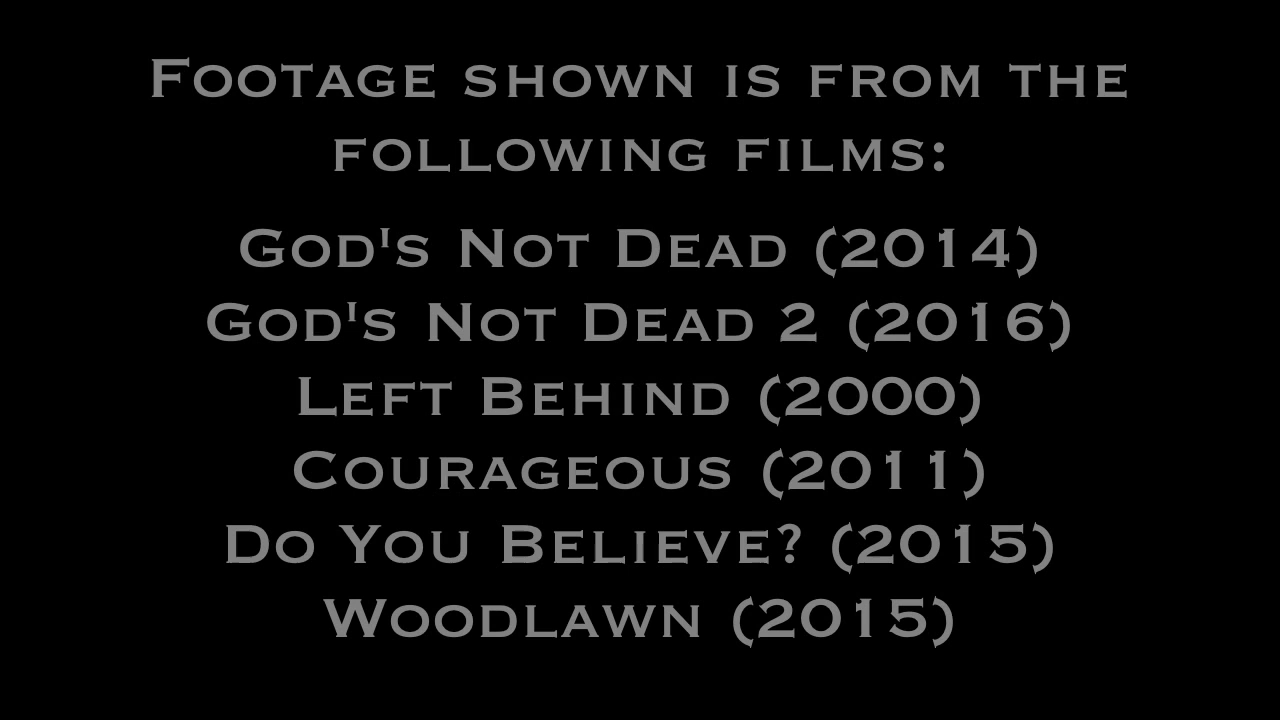 Footage shown is from the
following films:
God's Not Dead (2014)
God's Not Dead 2 (2016)
Left Behind (2000)
Courageous (2011)
Do You Believe? (2015)
Woodlawn (2015)